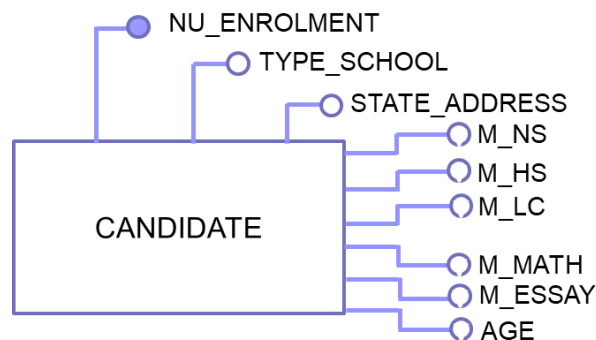 NU_ENROLMENT
TYPE_SCHOOL
STATE_ADDRESS
M_NS
M_HS
M_LC
CANDIDATE
M_MATH
M_ESSAY
AGE